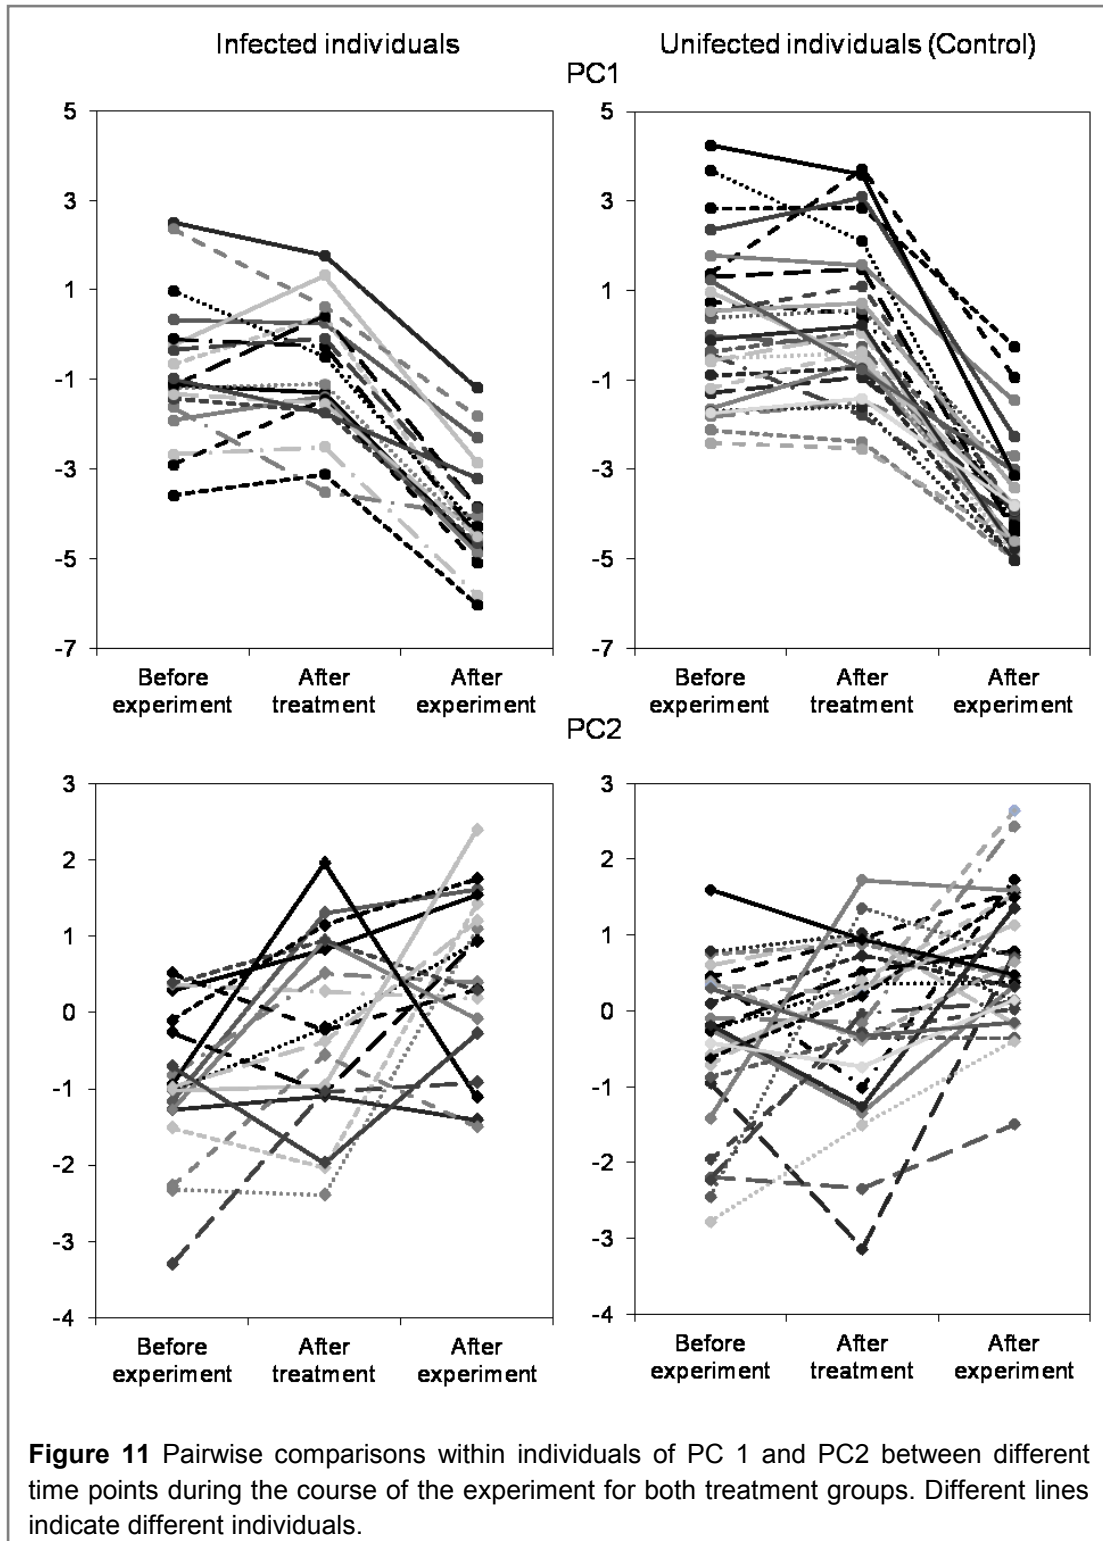 Infected individuals
Unifected individuals (Control)
PC1
5
3
1
-1
-3
-5
-7
Before experiment
After treatment
After experiment
5
3
1
-1
-3
-5
-7
Before experiment
After treatment
After experiment
PC2
3
2
1
0
-1
-2
-3
-4
Before experiment
After treatment
After experiment
3
2
1
0
-1
-2
-3
-4
Before experiment
After treatment
After experiment
Figure 11 Pairwise comparisons within individuals of PC 1 and PC2 between different
time points during the course of the experiment for both treatment groups. Different lines
indicate different individuals.